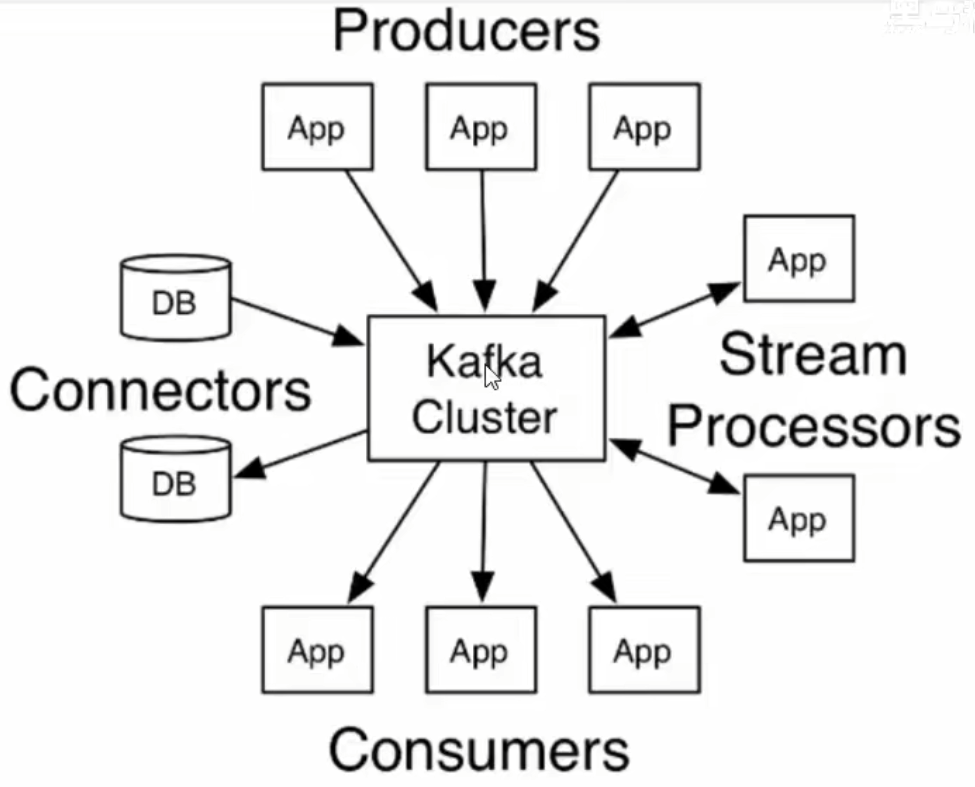 Producers
App
App
App
DB
App
Kafka
Cluster
Stream
Processors
Connectors
DB
App
App
App
App
Consumers